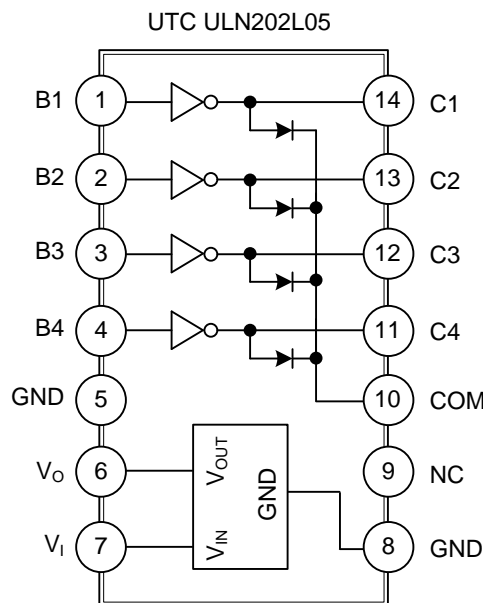 UTC ULN202L05
B1 1 14 C1
B2 2 13 C2
B3 3 12 C3
B4 4 11 C4
GND 5 10 COM
VO 6 VOUT GND 9 NC
VI 7 VIN 8 GND